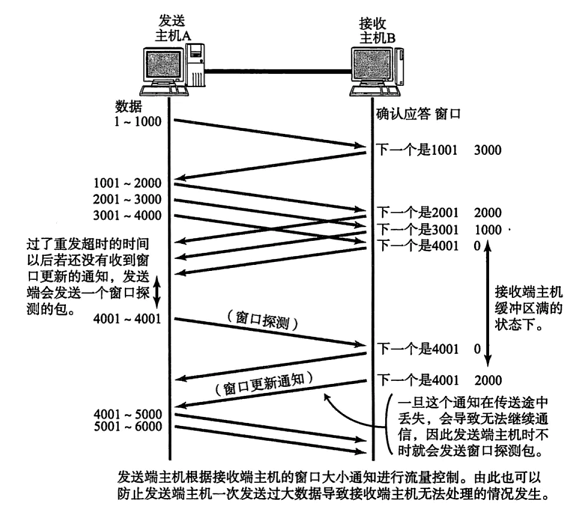 发送
主机A
接收
主机B
数据
确认应答 窗口
1～1000
下一个是1001 3000
1001～2000
2001～3000
3001～4000
下一个是2001 2000
下一个是3001 1000
下一个是4001 0
过了重发超时的时间
以后若还没有收到窗
口更新的通知，发送
端会发送一个窗口探
测的包。
接收端主机
缓冲区满的
状态下。
4001～4001
（窗口探测）
下一个是4001 0
（窗口更新通知）
下一个是4001 2000
一旦这个通知在传送途中
丢失，会导致无法继续通
信，因此发送端主机时不
时就会发送窗口探测包。
4001～5000
5001～6000
发送端主机根据接收端主机的窗口大小通知进行流量控制。由此也可以
防止发送端主机一次发送过大数据导致接收端主机无法处理的情况发生。